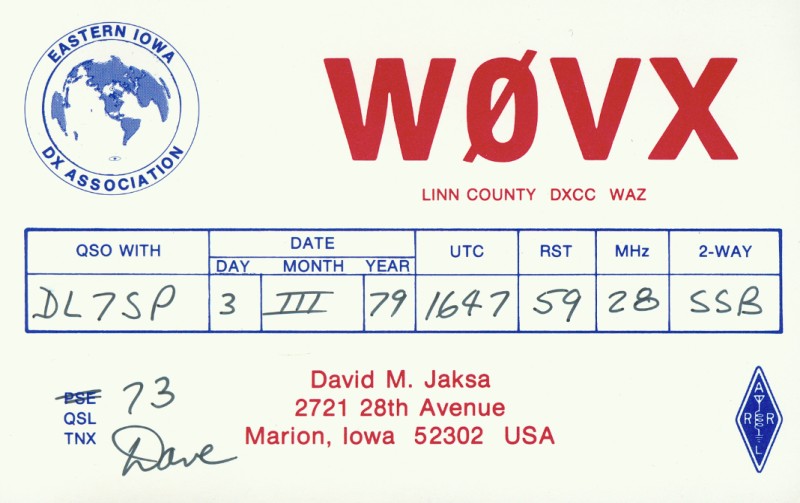 EASTERN IOWA
DX ASSOCIATION
WØVX
LINN COUNTY DXCC WAZ
QSO WITH DATE UTC RST MHz 2-WAY
DAY MONTH YEAR
DL7SP 3 III 79 1647 59 28 SSB
PSE 73
QSL
TNX Dave
David M. Jaksa
2721 28th Avenue
Marion, Iowa 52302 USA
A
R R
L